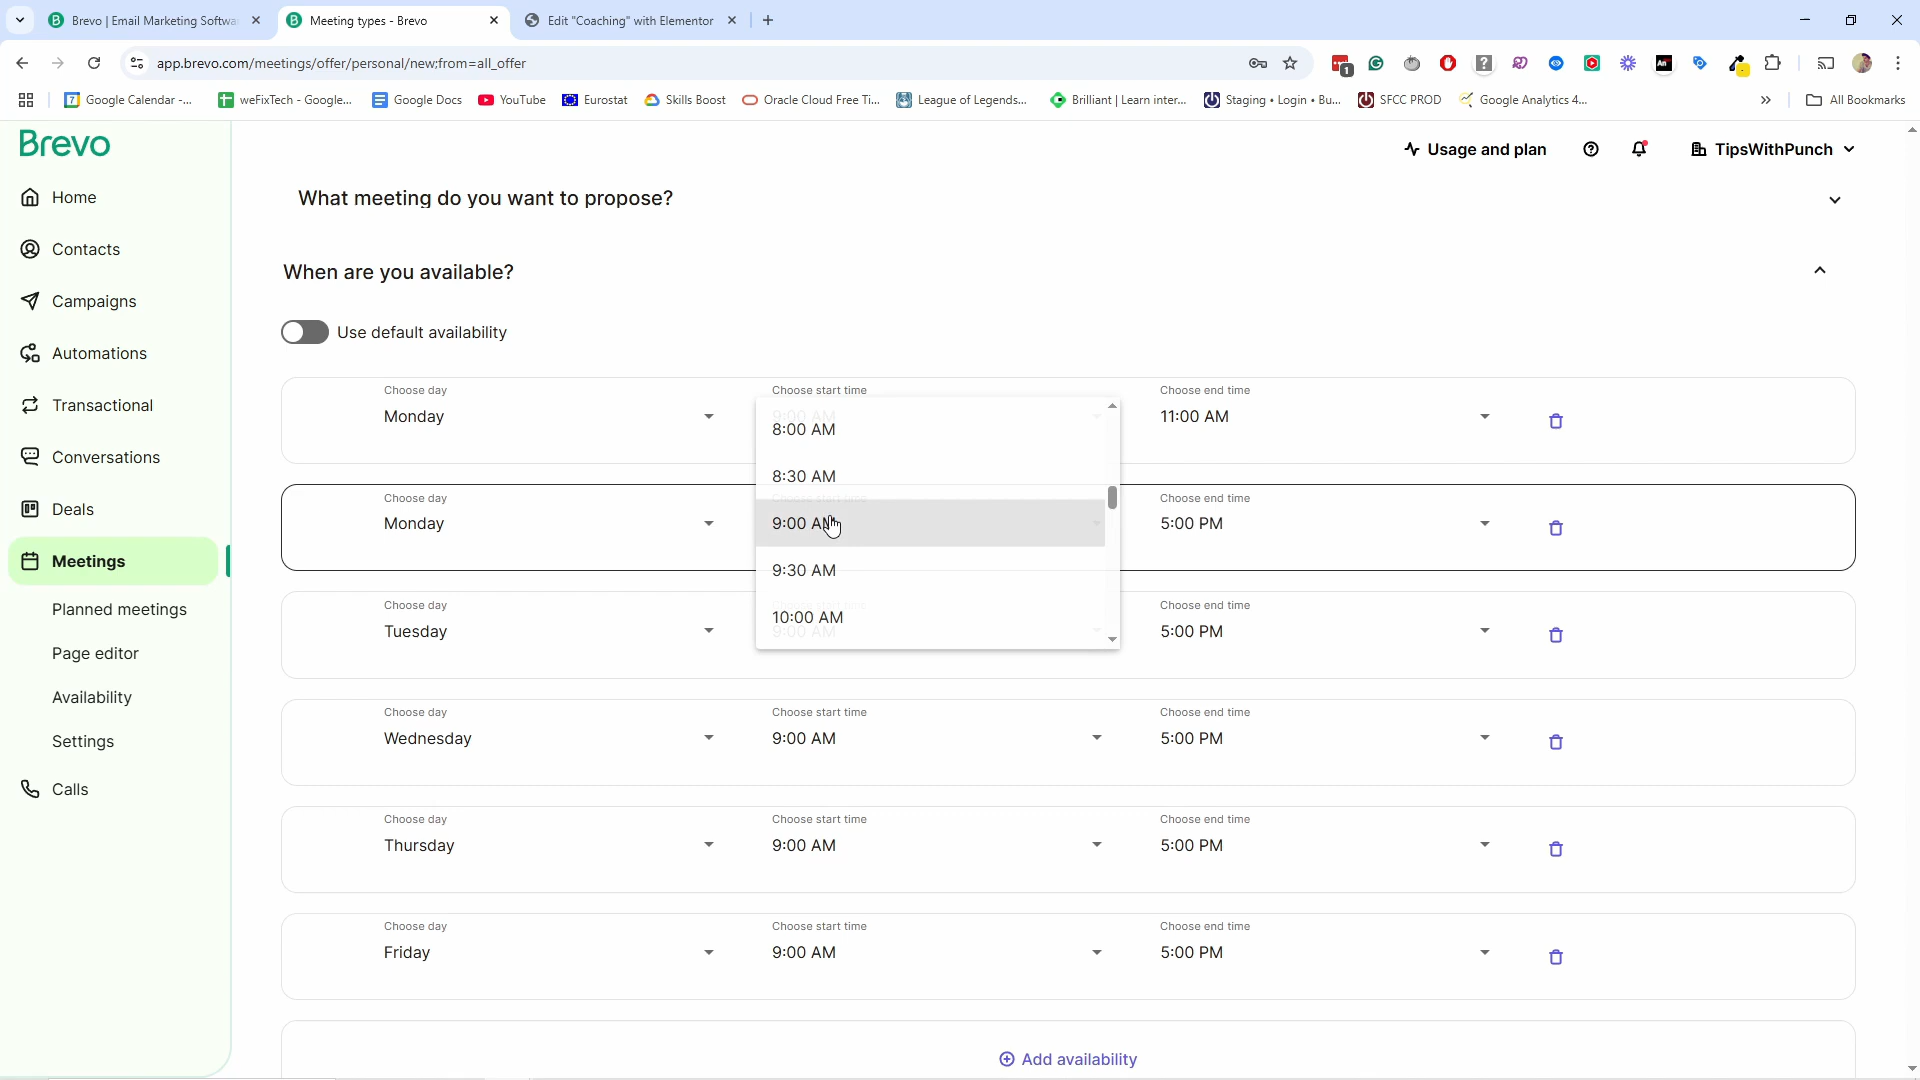 Brevo | Email Marketing Softwa
Meeting types - Brevo
Edit "Coaching" with Elementor
app.brevo.com/meetings/offer/personal/new;from=all_offer
Google Calendar -...
weFixTech - Google...
Google Docs
YouTube
Eurostat
Skills Boost
Oracle Cloud Free Ti...
League of Legends...
Brilliant | Learn inter...
Staging • Login • Bu...
SFCC PROD
Google Analytics 4...
All Bookmarks
Brevo
Usage and plan
TipsWithPunch
Home
Contacts
Campaigns
Automations
Transactional
Conversations
Deals
Meetings
Planned meetings
Page editor
Availability
Settings
Calls
What meeting do you want to propose?
When are you available?
Use default availability
Choose day
Monday
Choose start time
9:00 AM
Choose end time
11:00 AM
8:00 AM
8:30 AM
9:00 AM
9:30 AM
10:00 AM
Choose day
Monday
Choose start time
Choose end time
5:00 PM
Choose day
Tuesday
9:00 AM
Choose end time
5:00 PM
Choose day
Wednesday
Choose start time
9:00 AM
Choose end time
5:00 PM
Choose day
Thursday
Choose start time
9:00 AM
Choose end time
5:00 PM
Choose day
Friday
Choose start time
9:00 AM
Choose end time
5:00 PM
Add availability